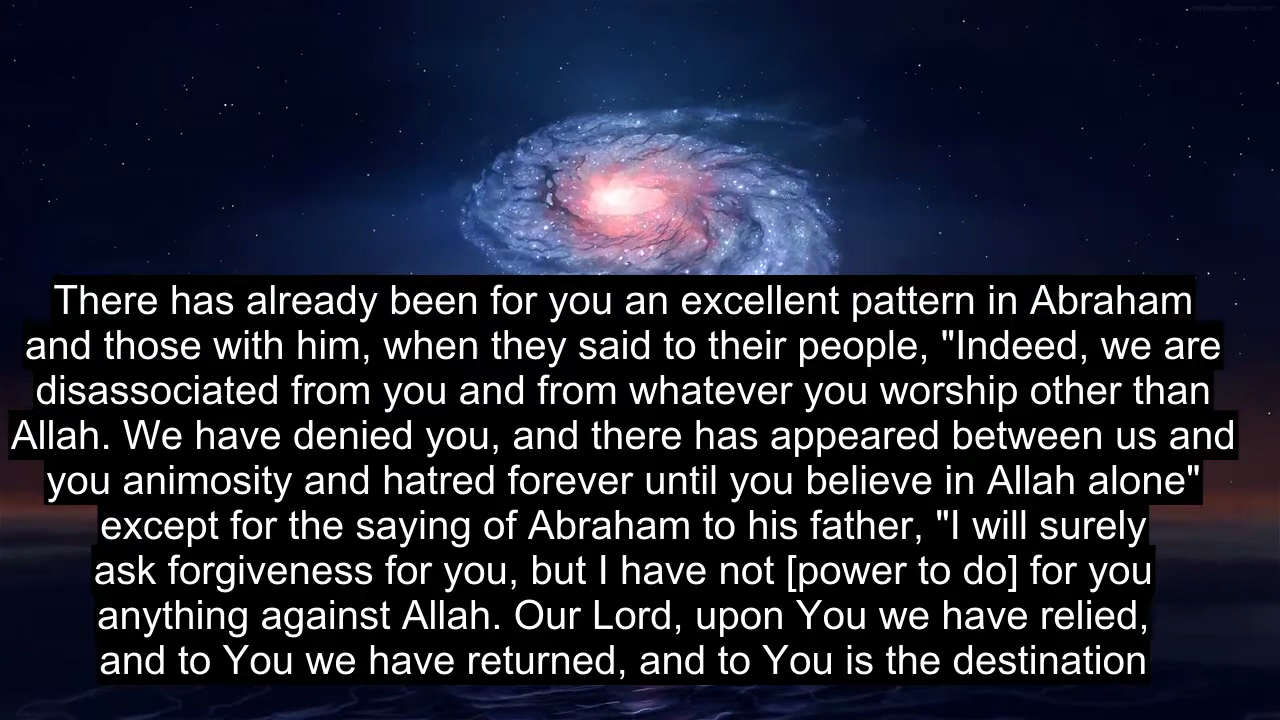 There has already been for you an excellent pattern in Abraham
and those with him, when they said to their people, "Indeed, we are
disassociated from you and from whatever you worship other than
Allah. We have denied you, and there has appeared between us and
you animosity and hatred forever until you believe in Allah alone"
except for the saying of Abraham to his father, "I will surely
ask forgiveness for you, but I have not [power to do] for you
anything against Allah. Our Lord, upon You we have relied,
and to You we have returned, and to You is the destination